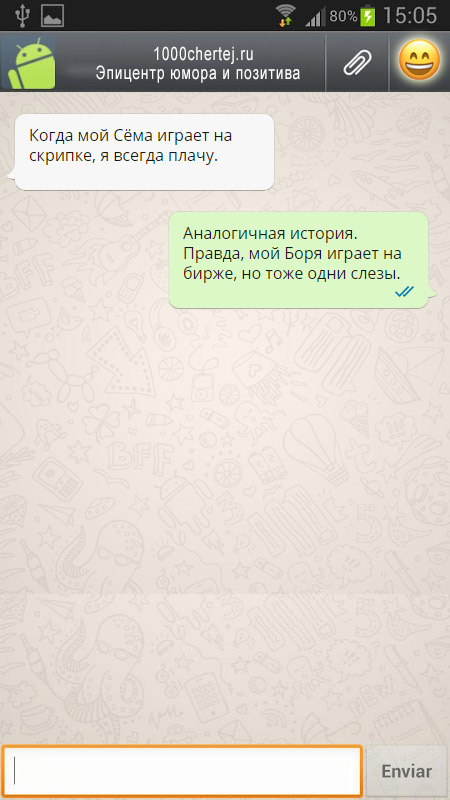 80% 15:05
1000chertej.ru
Эпицентр юмора и позитива
Когда мой Сёма играет на
скрипке, я всегда плачу.
Аналогичная история.
Правда, мой Боря играет на
бирже, но тоже одни слезы.
BFF
Enviar